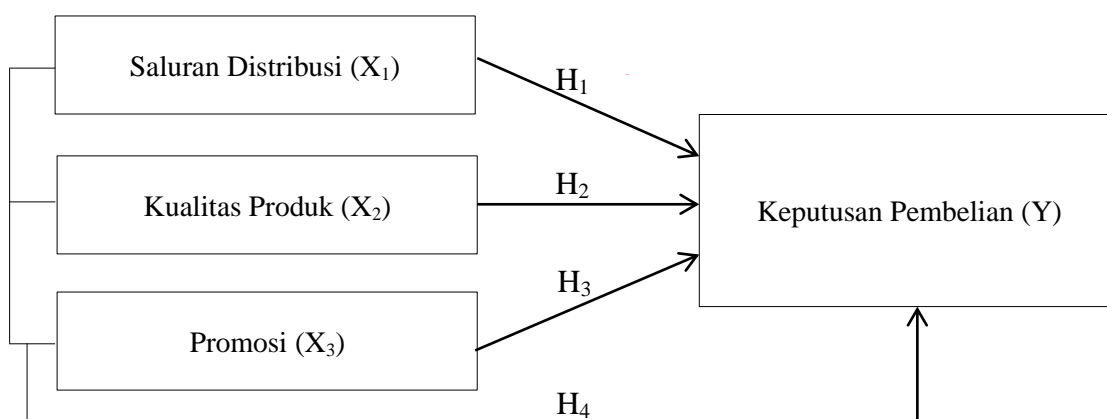 Saluran Distribusi (X₁)
H₁
Kualitas Produk (X₂)
H₂
Keputusan Pembelian (Y)
H₃
Promosi (X₃)
H₄